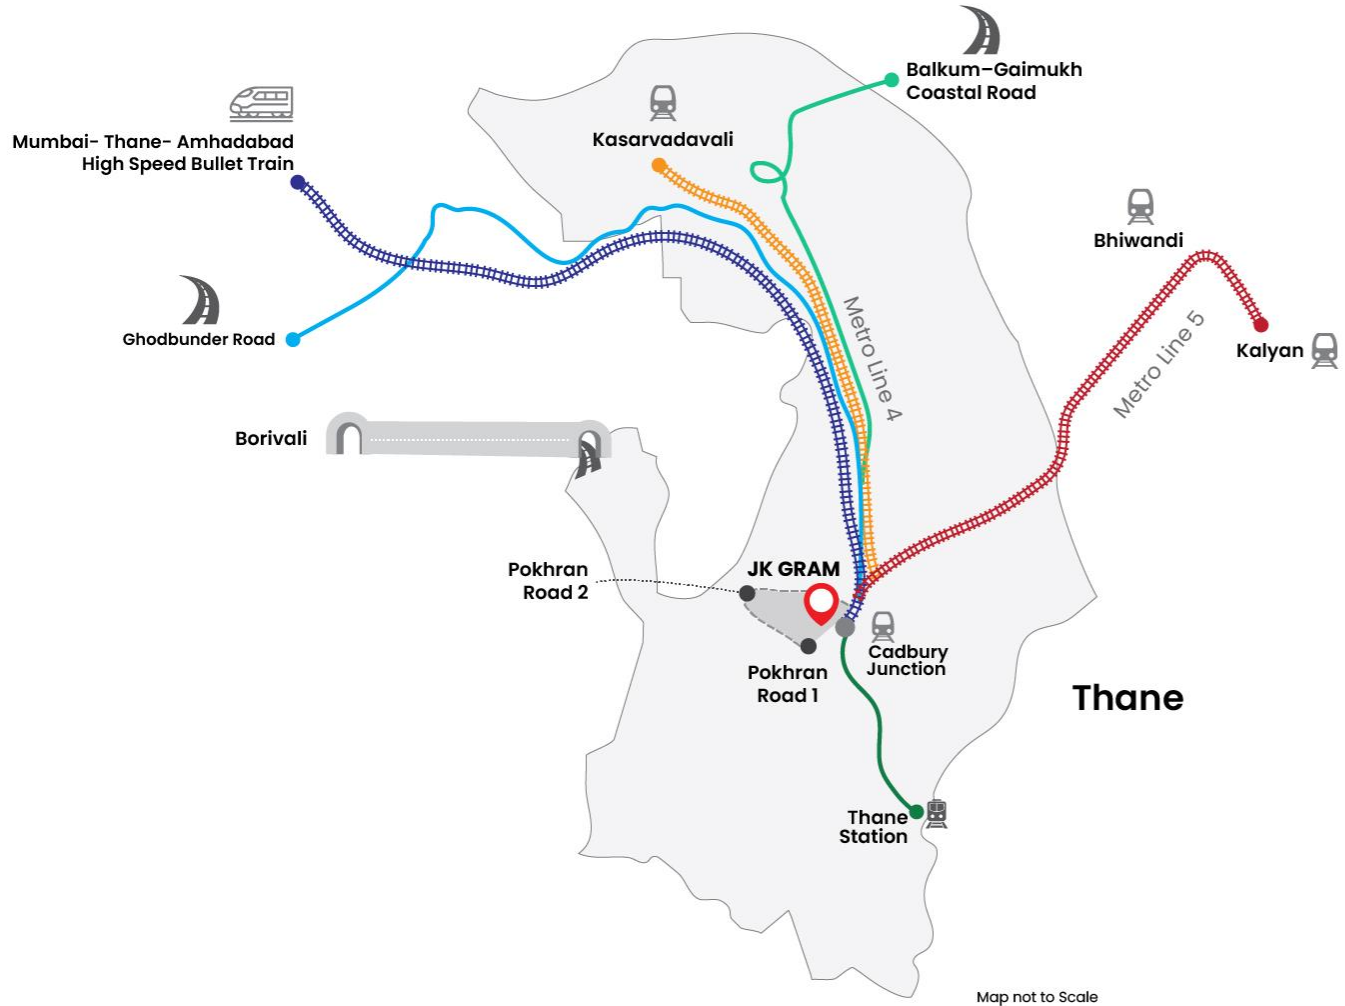 Balkum–Gaimukh
Coastal Road
Kasarvadavali
Mumbai- Thane- Amhadabad
High Speed Bullet Train
Bhiwandi
Ghodbunder Road
Metro Line 4
Metro Line 5
Kalyan
Borivali
Pokhran
Road 2
JK GRAM
Cadbury
Junction
Pokhran
Road 1
Thane
Thane
Station
Map not to Scale